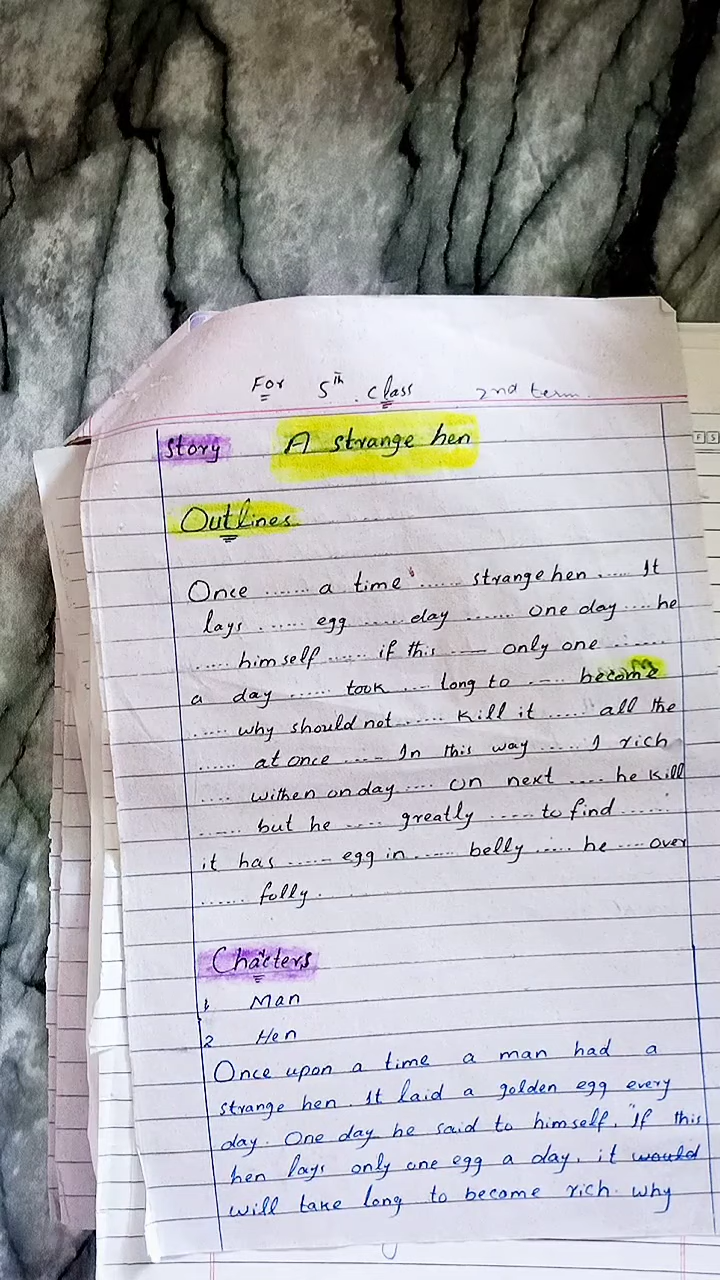 For 5th class 2nd term.
Story A strange hen
Outlines
Once ...... a time ...... strange hen ..... It
lays ...... egg ...... day ...... one day .... he
..... himself ..... if this ---- only one ......
a day ...... took .... long to .... become
..... why should not ..... kill it ..... all the
...... at once .... In this way ..... I rich
.... withen on day .... on next .... he kill
...... but he .... greatly ..... to find .....
it has ..... egg in ..... belly ..... he .... over
...... folly.
Chacters
1 Man
2 Hen
Once upon a time a man had a
strange hen. It laid a golden egg every
day. One day he said to himself. "If this
hen lays only one egg a day. it would
will take long to become rich. why